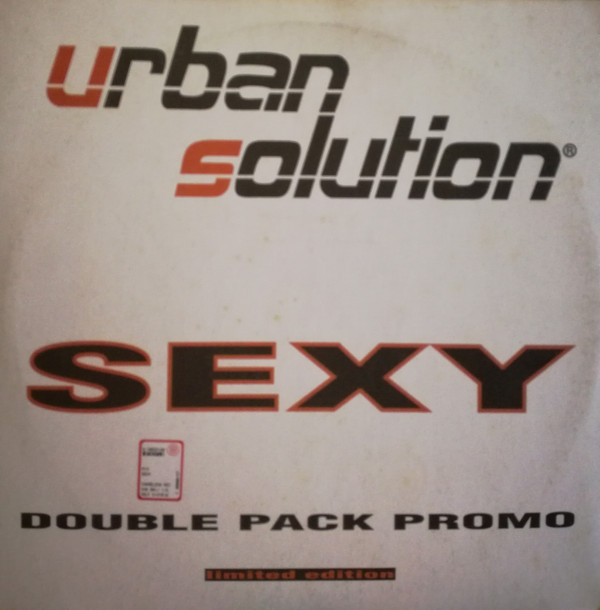 urban
solution®
SEXY
DOUBLE PACK PROMO
limited edition